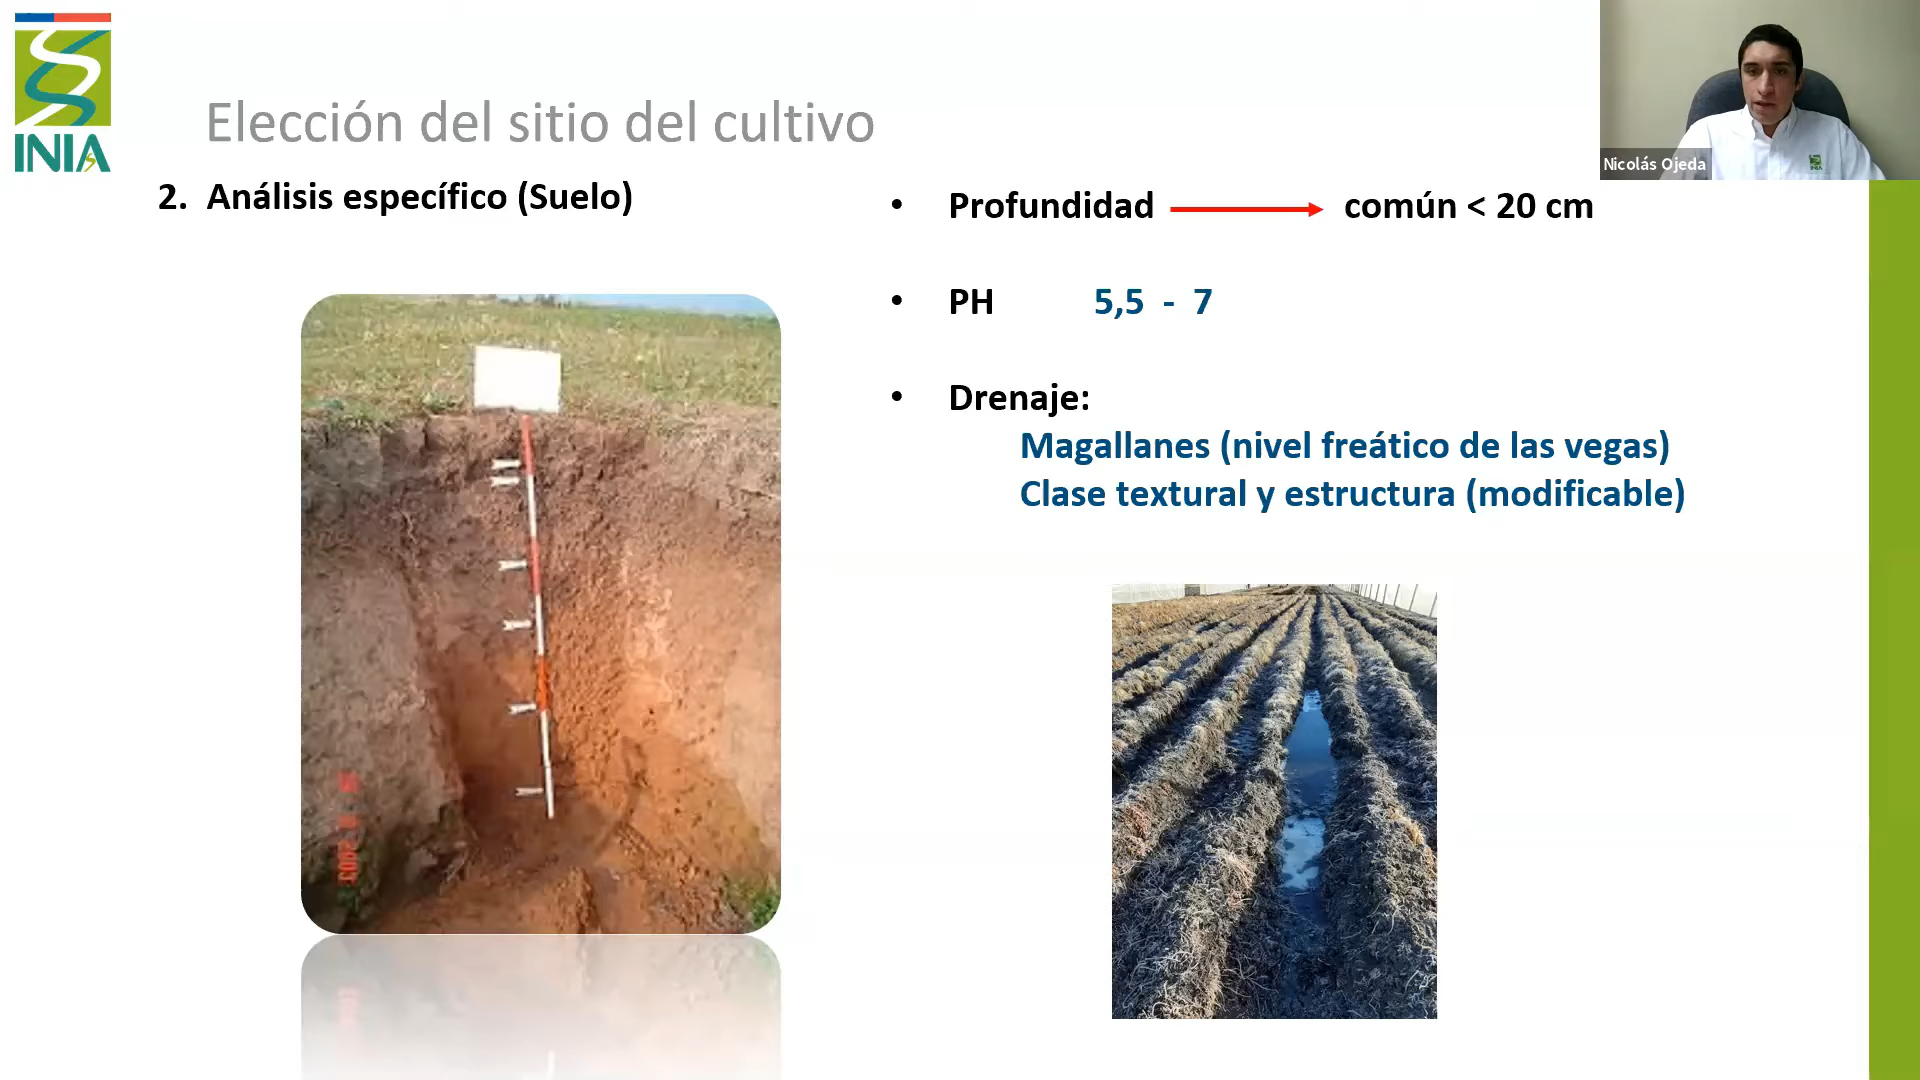 INIA
Elección del sitio del cultivo
2. Análisis específico (Suelo)
• Profundidad común < 20 cm
• PH 5,5 - 7
• Drenaje:
Magallanes (nivel freático de las vegas)
Clase textural y estructura (modificable)
Nicolás Ojeda